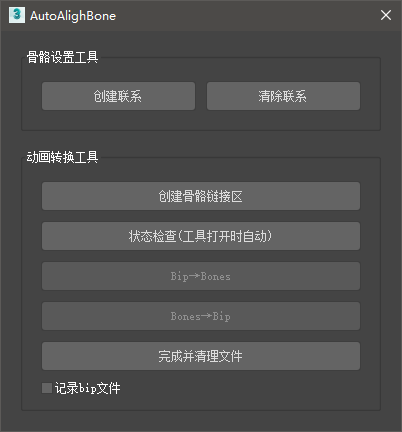 AutoAlighBone
骨骼设置工具
创建联系 清除联系
动画转换工具
创建骨骼链接区
状态检查(工具打开时自动)
Bip→Bones
Bones→Bip
完成并清理文件
记录bip文件